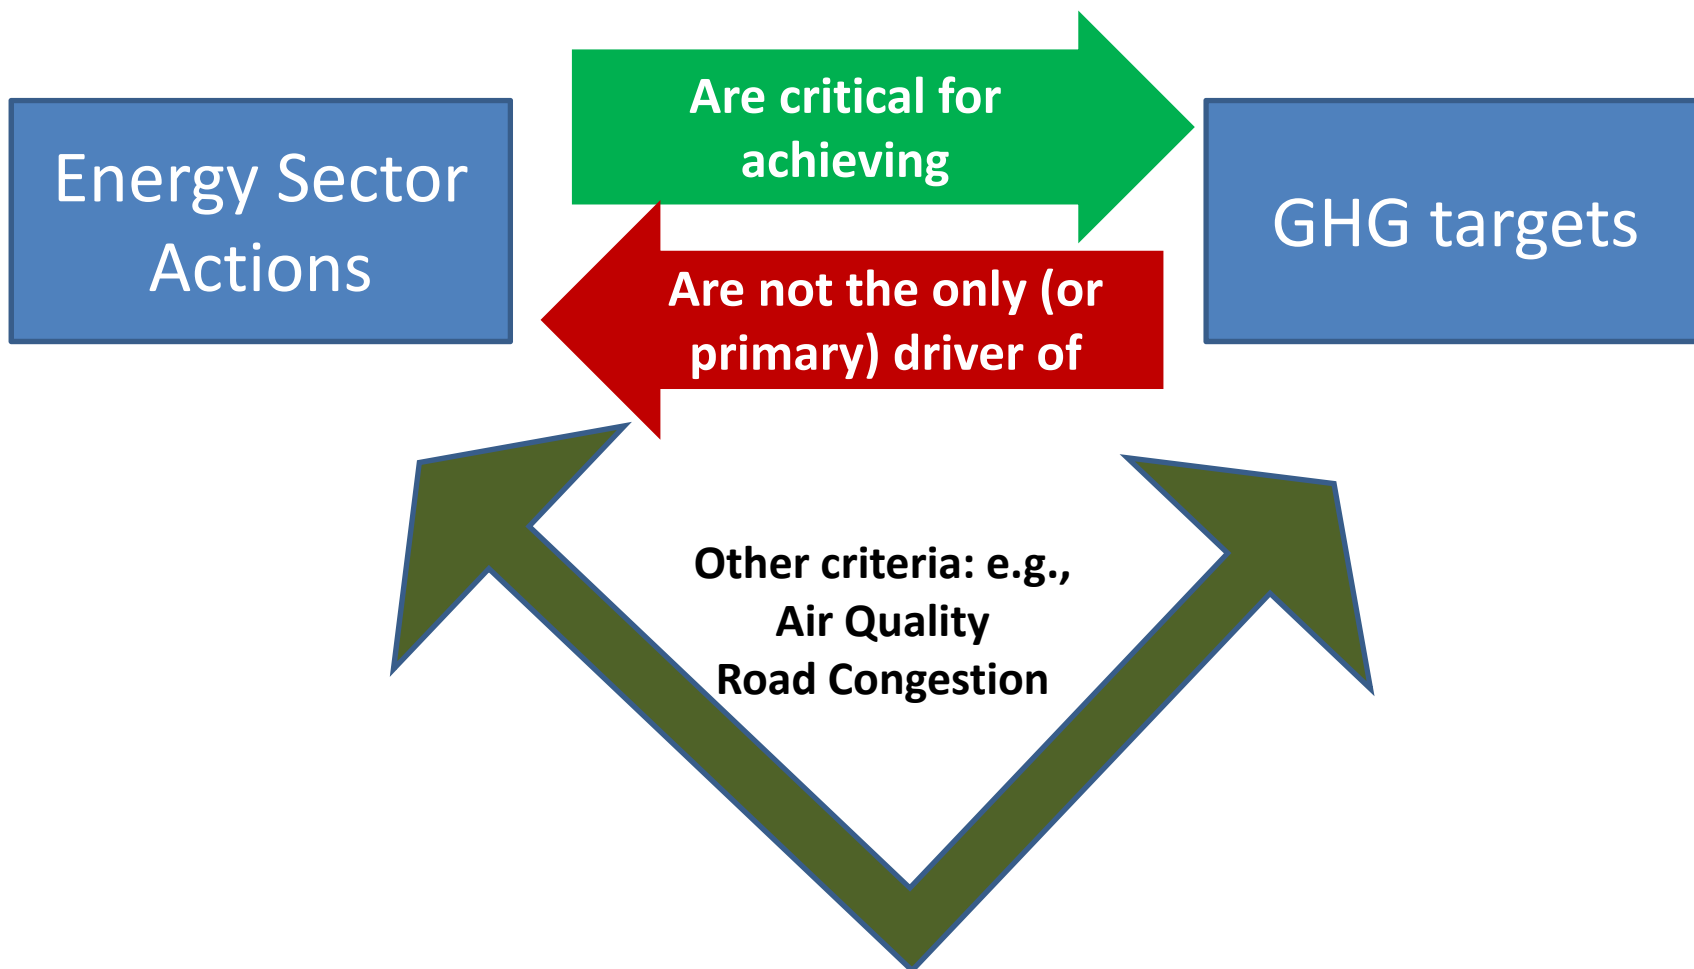 Energy Sector
Actions
Are critical for
achieving
GHG targets
Are not the only (or
primary) driver of
Other criteria: e.g.,
Air Quality
Road Congestion